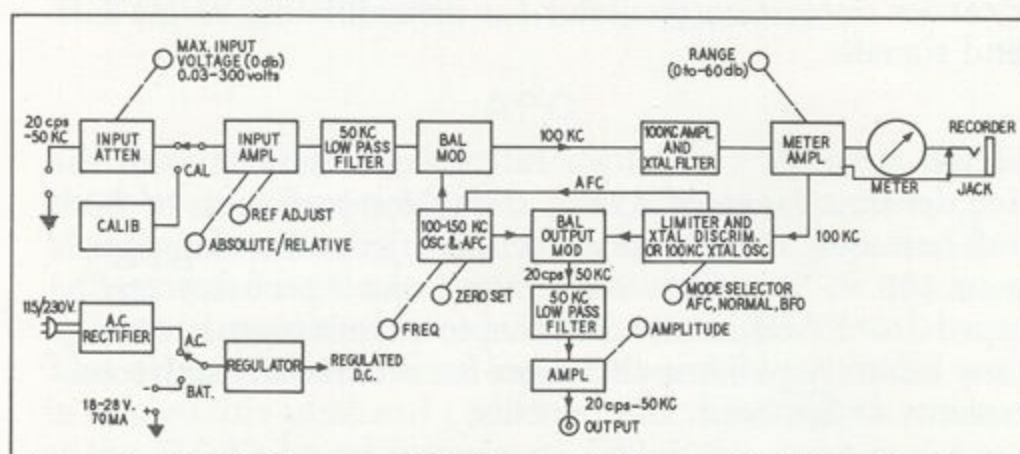 MAX. INPUT
VOLTAGE (0db)
0.03-300 volts
RANGE
(0 to-60db)
20 cps
-50 KC
INPUT
ATTEN
CAL
INPUT
AMPL
50 KC
LOW PASS
FILTER
BAL
MOD
100 KC
100KC AMPL
AND
XTAL FILTER
METER
AMPL
METER
RECORDER
JACK
CALIB
REF ADJUST
ABSOLUTE/RELATIVE
AFC
100-150 KC
OSC & AFC
BAL
OUTPUT
MOD
LIMITER AND
XTAL DISCRIM.
OR 100KC XTAL OSC
100 KC
ZERO SET
FREQ
20cps-50KC
50 KC
LOW PASS
FILTER
MODE SELECTOR
AFC, NORMAL, BFO
AMPLITUDE
AMPL
20 cps-50KC
OUTPUT
115/230V.
A.C.
RECTIFIER
A.C.
REGULATOR
REGULATED
D.C.
BAT.
-
18-28 V.
70 MA
+